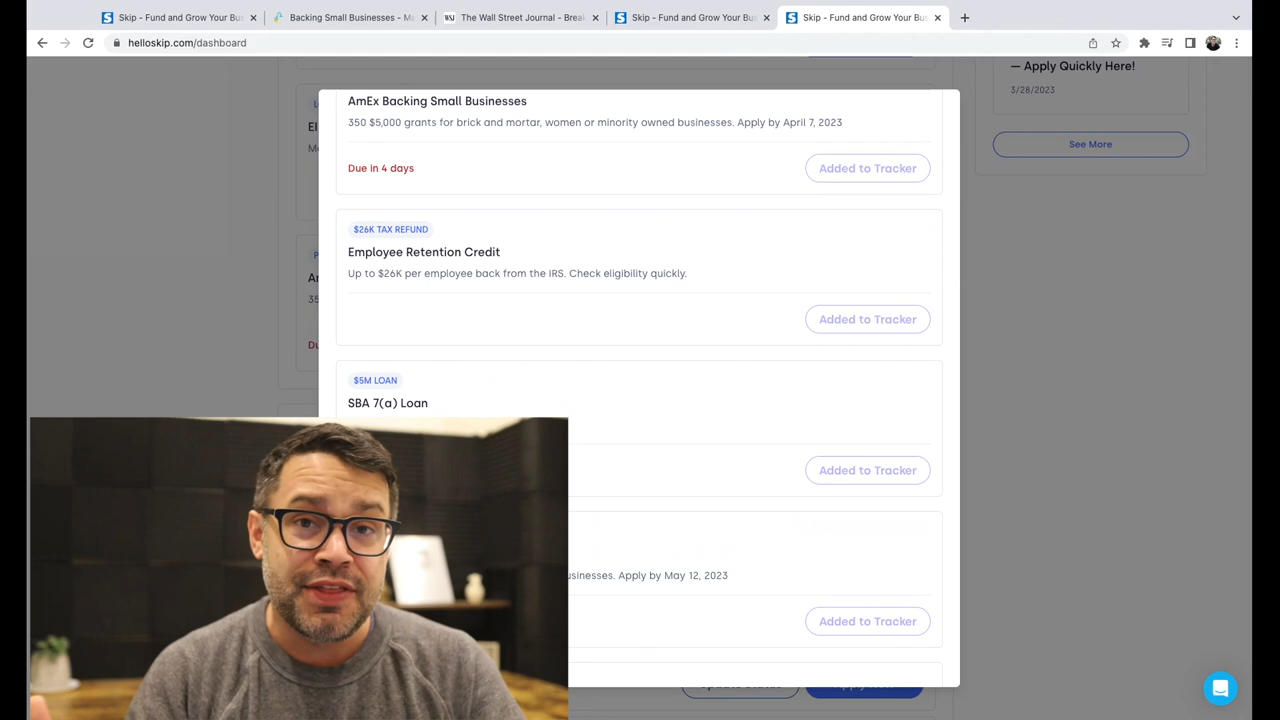 Skip - Fund and Grow Your Bus
Backing Small Businesses - Ma
WSJ
The Wall Street Journal - Break
Skip - Fund and Grow Your Bus
Skip - Fund and Grow Your Bus
helloskip.com/dashboard
— Apply Quickly Here!
3/28/2023
See More
AmEx Backing Small Businesses
350 $5,000 grants for brick and mortar, women or minority owned businesses. Apply by April 7, 2023
Due in 4 days
Added to Tracker
$26K TAX REFUND
Employee Retention Credit
Up to $26K per employee back from the IRS. Check eligibility quickly.
Added to Tracker
$5M LOAN
SBA 7(a) Loan
Added to Tracker
usinesses. Apply by May 12, 2023
Added to Tracker